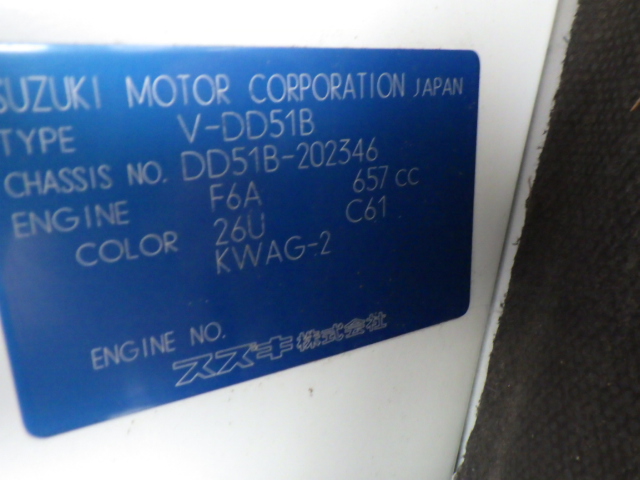 SUZUKI MOTOR CORPORATION JAPAN
TYPE V-DD51B
CHASSIS NO. DD51B-202346
ENGINE F6A 657 CC
COLOR 26U C61
KWAG-2
ENGINE NO.
スズキ株式会社